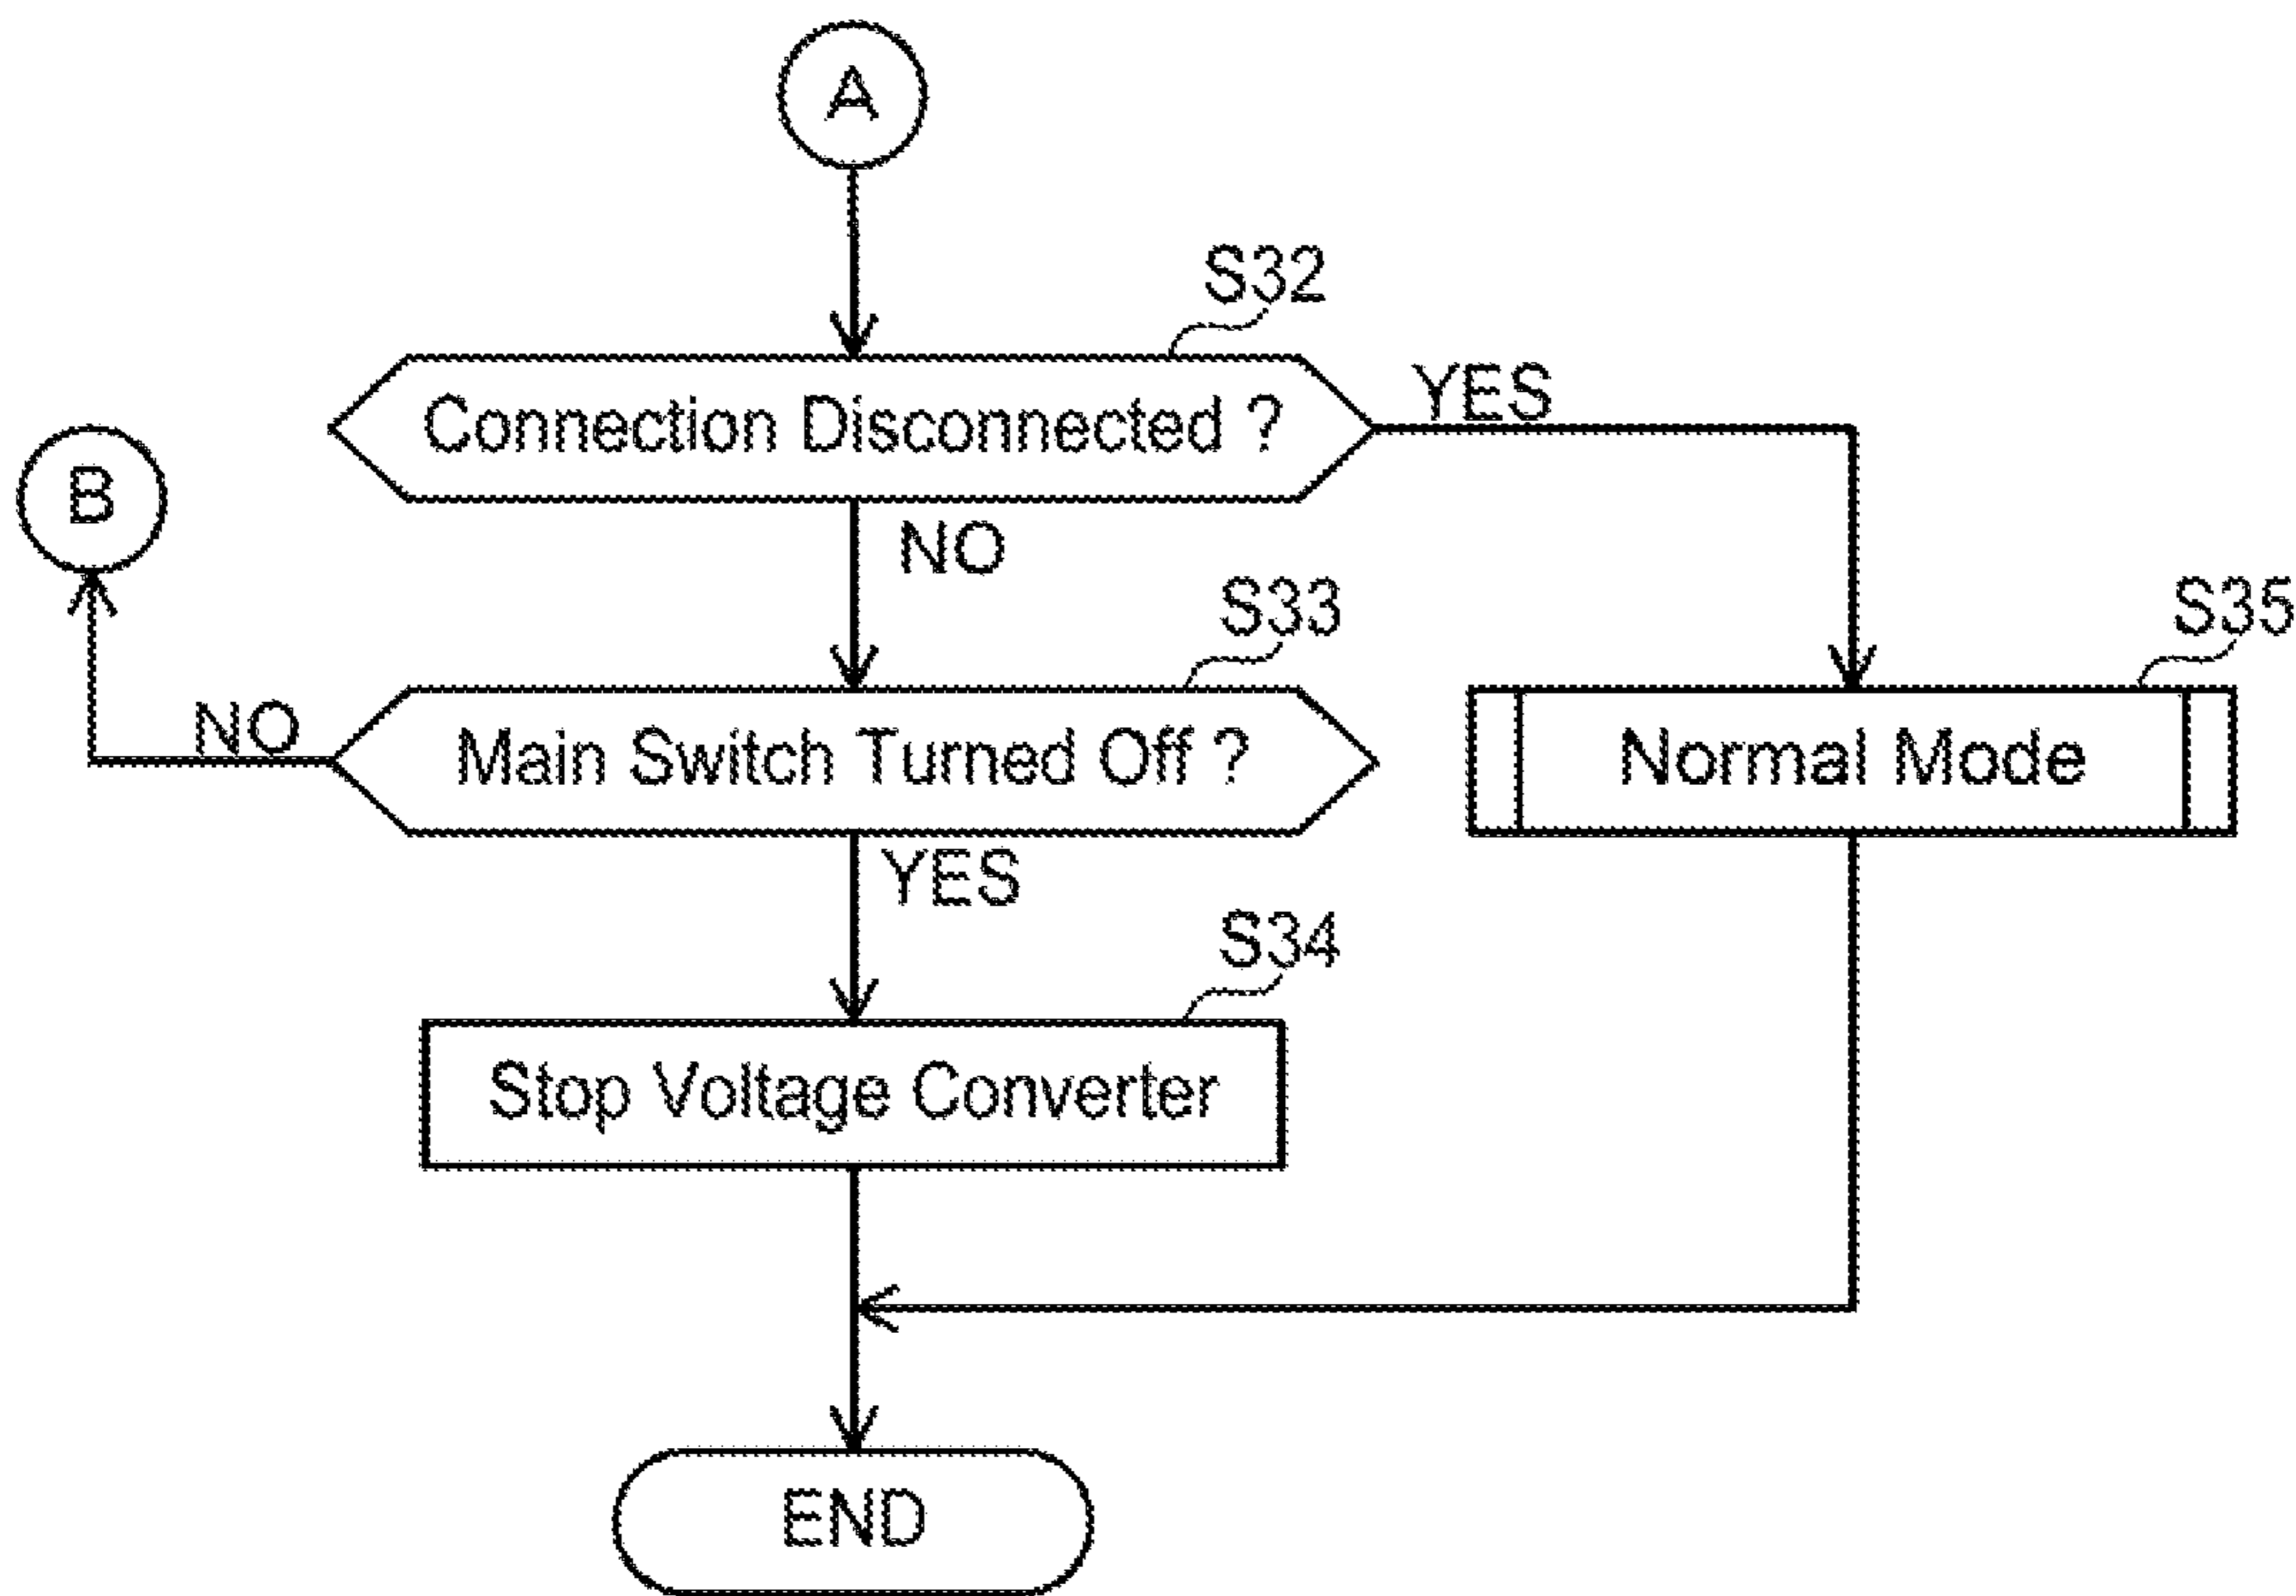 A
S32
Connection Disconnected ?
YES
B
NO
S33
S35
NO
Main Switch Turned Off ?
Normal Mode
YES
S34
Stop Voltage Converter
END